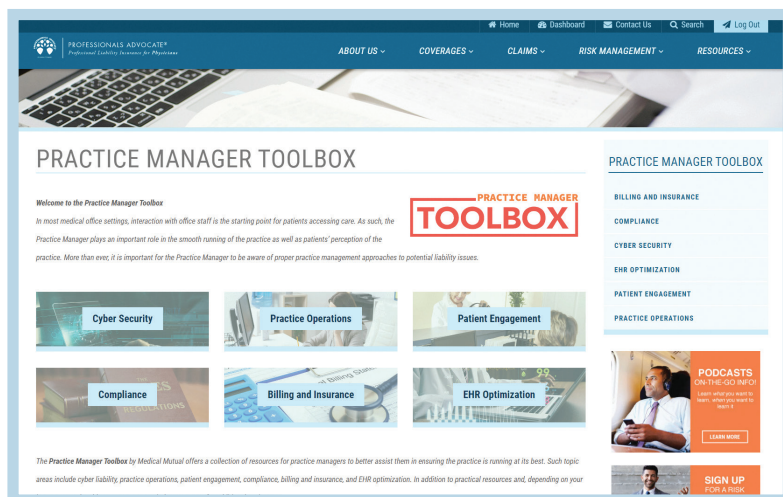 Home Dashboard Contact Us Search Log Out
PROFESSIONALS ADVOCATE®
Professional Liability Insurance for Physicians
ABOUT US COVERAGES CLAIMS RISK MANAGEMENT RESOURCES
PRACTICE MANAGER TOOLBOX
Welcome to the Practice Manager Toolbox
In most medical office settings, interaction with office staff is the starting point for patients accessing care. As such, the
Practice Manager plays an important role in the smooth running of the practice as well as patients' perception of the
practice. More than ever, it is important for the Practice Manager to be aware of proper practice management approaches to potential liability issues.
PRACTICE MANAGER
TOOLBOX
Cyber Security
Practice Operations
Patient Engagement
Compliance
REGULATIONS
Billing and Insurance
EHR Optimization
The Practice Manager Toolbox by Medical Mutual offers a collection of resources for practice managers to better assist them in ensuring the practice is running at its best. Such topic
areas include cyber liability, practice operations, patient engagement, compliance, billing and insurance, and EHR optimization. In addition to practical resources and, depending on your
PRACTICE MANAGER TOOLBOX
BILLING AND INSURANCE
COMPLIANCE
CYBER SECURITY
EHR OPTIMIZATION
PATIENT ENGAGEMENT
PRACTICE OPERATIONS
PODCASTS
ON-THE-GO INFO!
Learn what you want to
learn, when you want to
learn it
LEARN MORE
SIGN UP
FOR A RISK